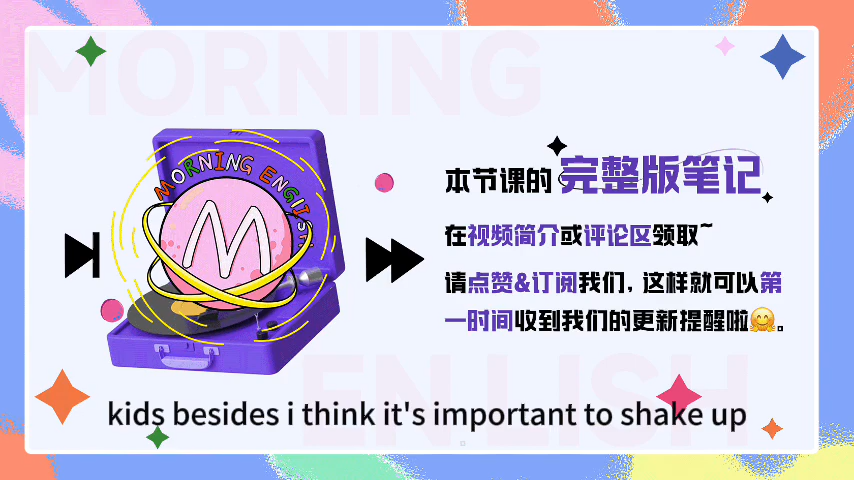 MORNING
MORNING ENGLISH
M
本节课的 完整版笔记
在视频简介或评论区领取~
请点赞&订阅我们, 这样就可以第
一时间收到我们的更新提醒啦🤗。
EN LISH
kids besides i think it's important to shake up